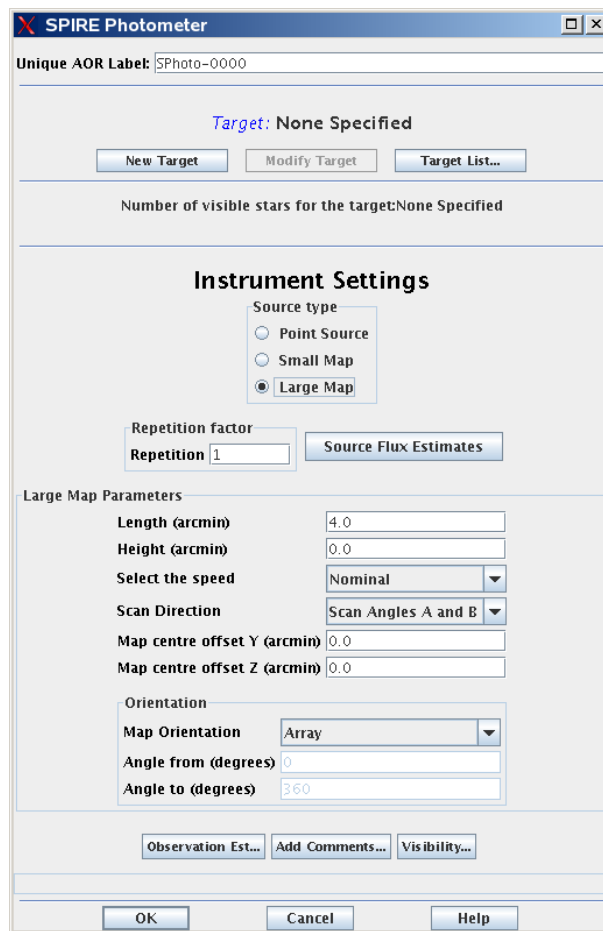 SPIRE Photometer
Unique AOR Label: SPhoto-0000
Target: None Specified
New Target Modify Target Target List...
Number of visible stars for the target:None Specified
Instrument Settings
Source type
Point Source
Small Map
Large Map
Repetition factor
Repetition 1
Source Flux Estimates
Large Map Parameters
Length (arcmin) 4.0
Height (arcmin) 0.0
Select the speed Nominal
Scan Direction Scan Angles A and B
Map centre offset Y (arcmin) 0.0
Map centre offset Z (arcmin) 0.0
Orientation
Map Orientation Array
Angle from (degrees) 0
Angle to (degrees) 360
Observation Est... Add Comments... Visibility...
OK Cancel Help